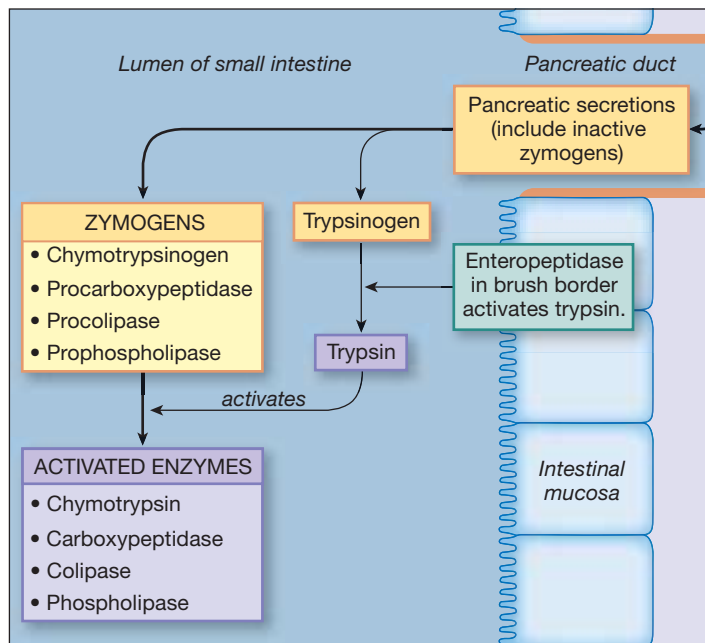 Lumen of small intestine
Pancreatic duct
Pancreatic secretions
(include inactive
zymogens)
ZYMOGENS
• Chymotrypsinogen
• Procarboxypeptidase
• Procolipase
• Prophospholipase
Trypsinogen
Enteropeptidase
in brush border
activates trypsin.
Trypsin
activates
ACTIVATED ENZYMES
• Chymotrypsin
• Carboxypeptidase
• Colipase
• Phospholipase
Intestinal
mucosa